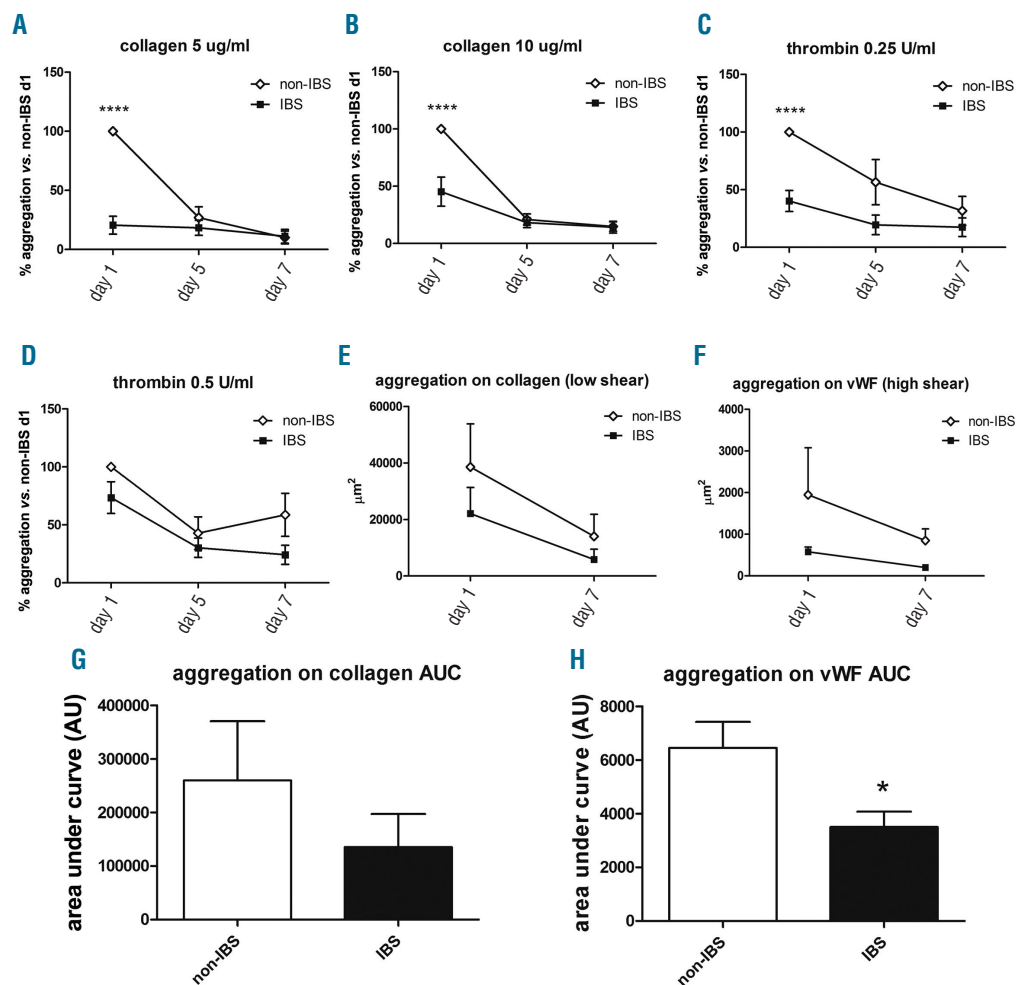 A
collagen 5 ug/ml
% aggregation vs. non-IBS d1
150
100
50
0
****
non-IBS
IBS
day 1
day 5
day 7
B
collagen 10 ug/ml
% aggregation vs. non-IBS d1
150
100
50
0
****
non-IBS
IBS
day 1
day 5
day 7
C
thrombin 0.25 U/ml
% aggregation vs. non-IBS d1
150
100
50
0
****
non-IBS
IBS
day 1
day 5
day 7
D
thrombin 0.5 U/ml
% aggregation vs. non-IBS d1
150
100
50
0
non-IBS
IBS
day 1
day 5
day 7
E
aggregation on collagen (low shear)
μm²
60000
40000
20000
0
non-IBS
IBS
day 1
day 7
F
aggregation on vWF (high shear)
μm²
4000
3000
2000
1000
0
non-IBS
IBS
day 1
day 7
G
aggregation on collagen AUC
area under curve (AU)
400000
300000
200000
100000
0
non-IBS
IBS
H
aggregation on vWF AUC
area under curve (AU)
8000
6000
4000
2000
0
*
non-IBS
IBS